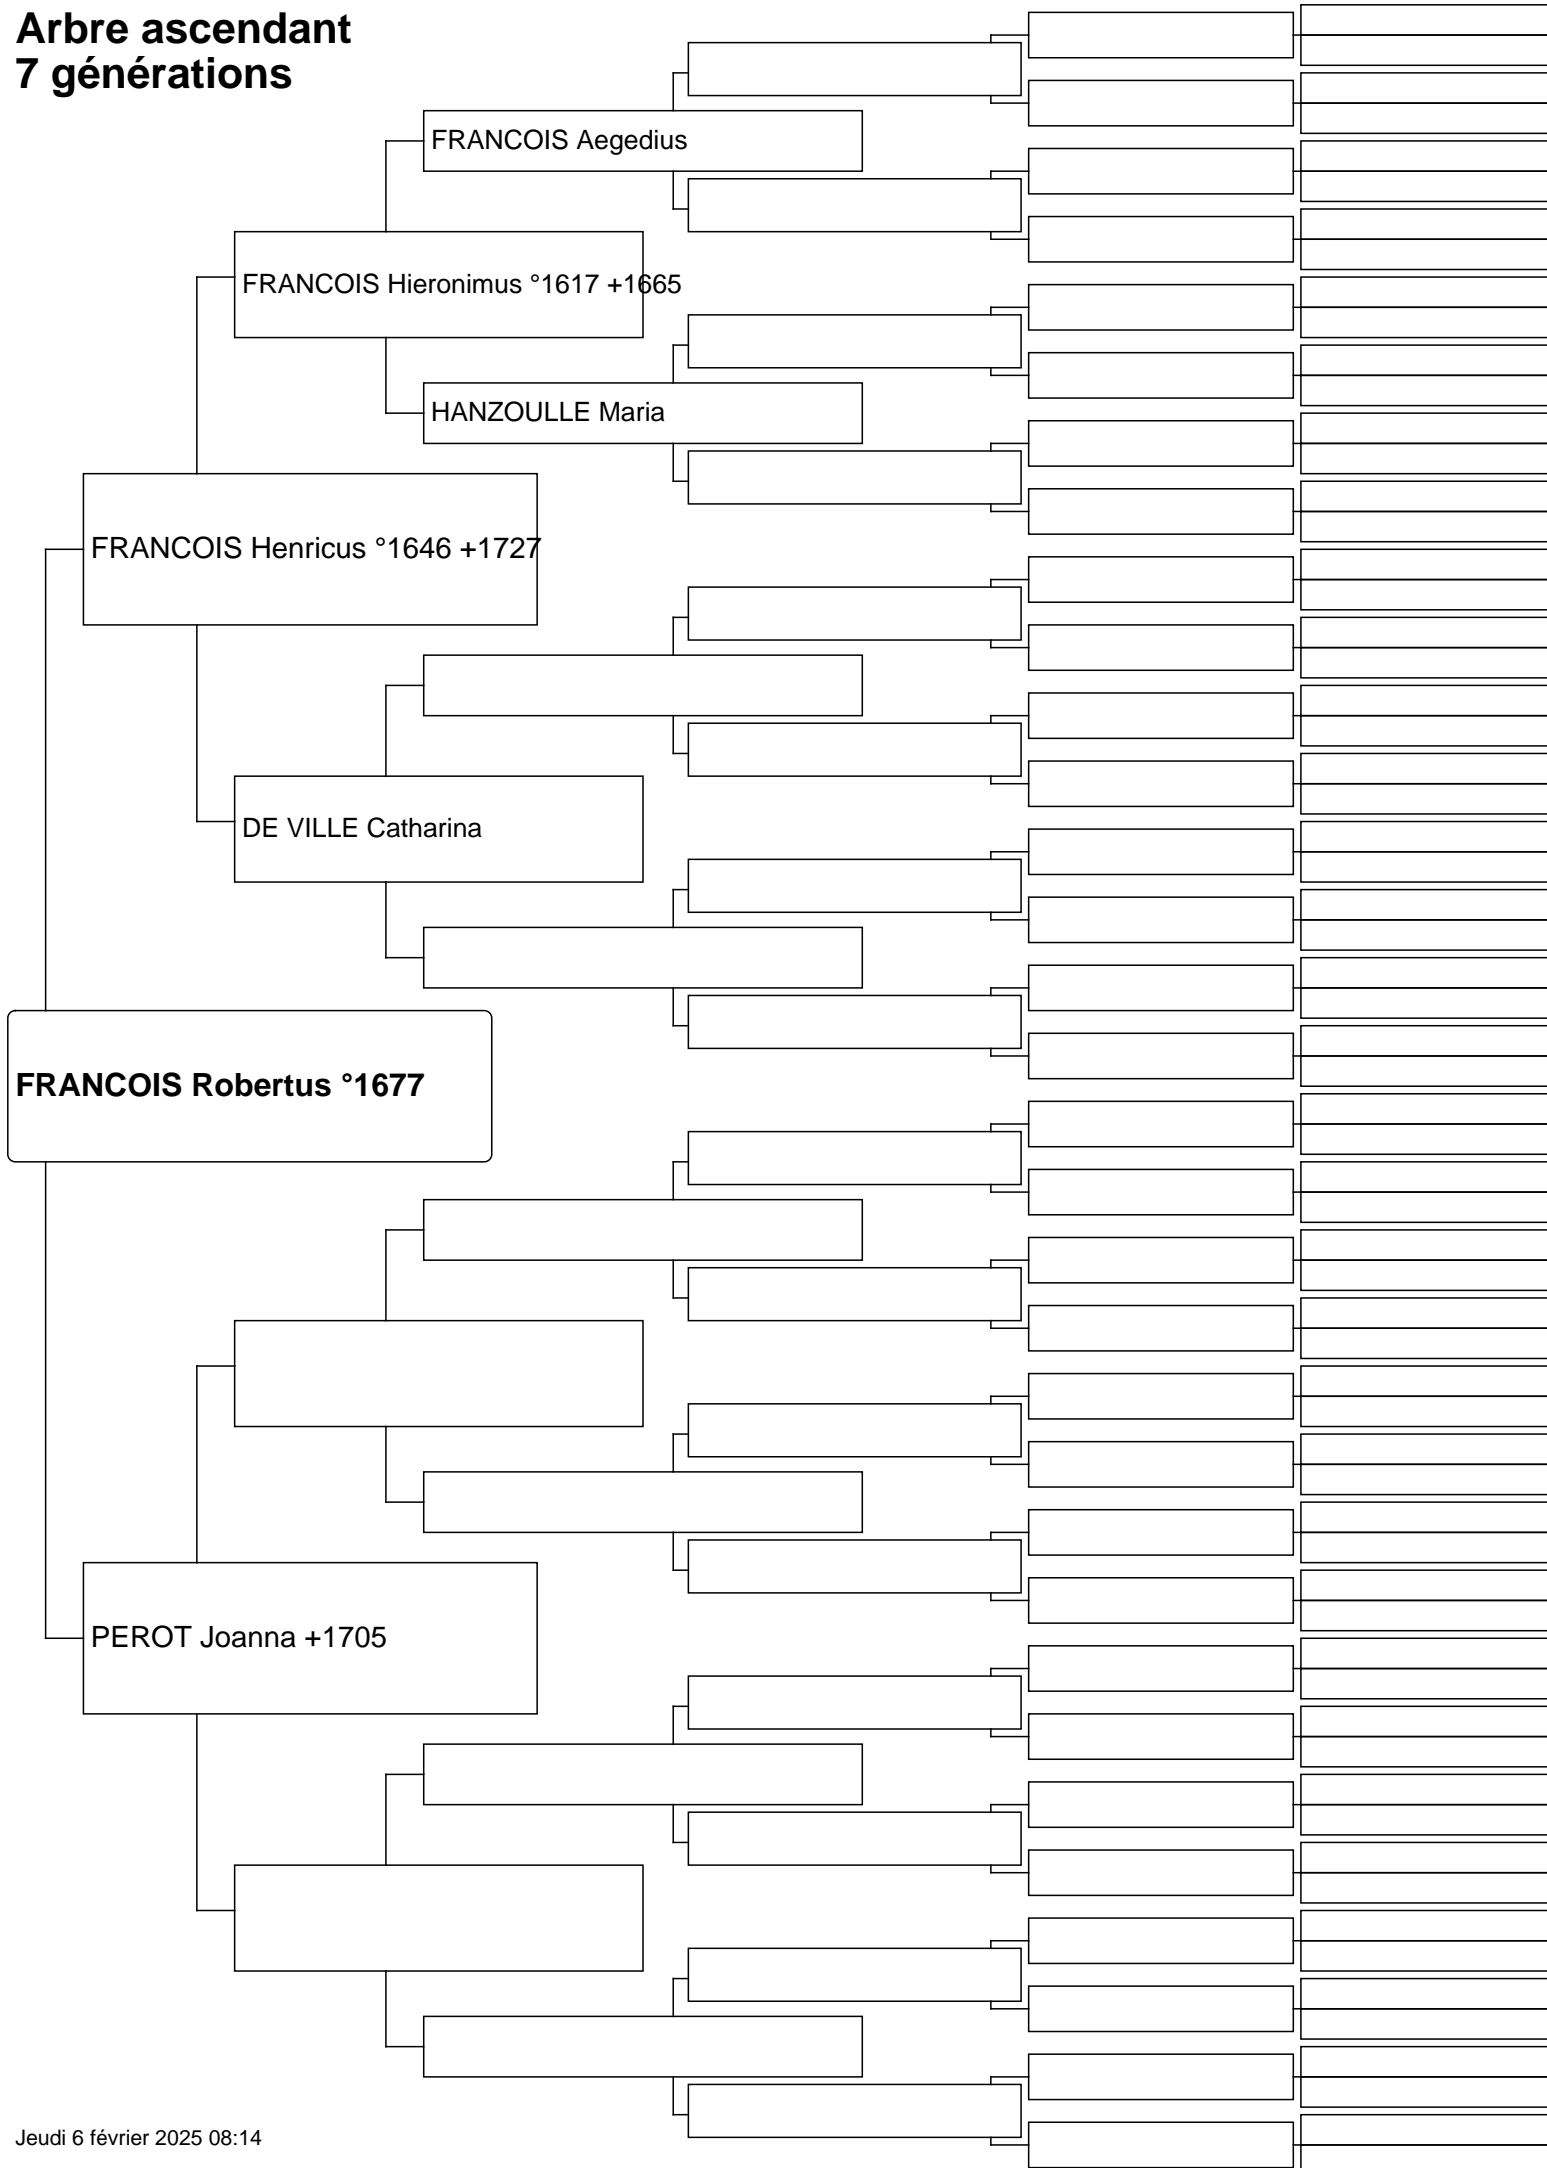 Arbre ascendant
7 générations
FRANCOIS Aegedius
FRANCOIS Hieronimus °1617 +1665
HANZOULLE Maria
FRANCOIS Henricus °1646 +1727
DE VILLE Catharina
FRANCOIS Robertus °1677
PEROT Joanna +1705
Jeudi 6 février 2025 08:14